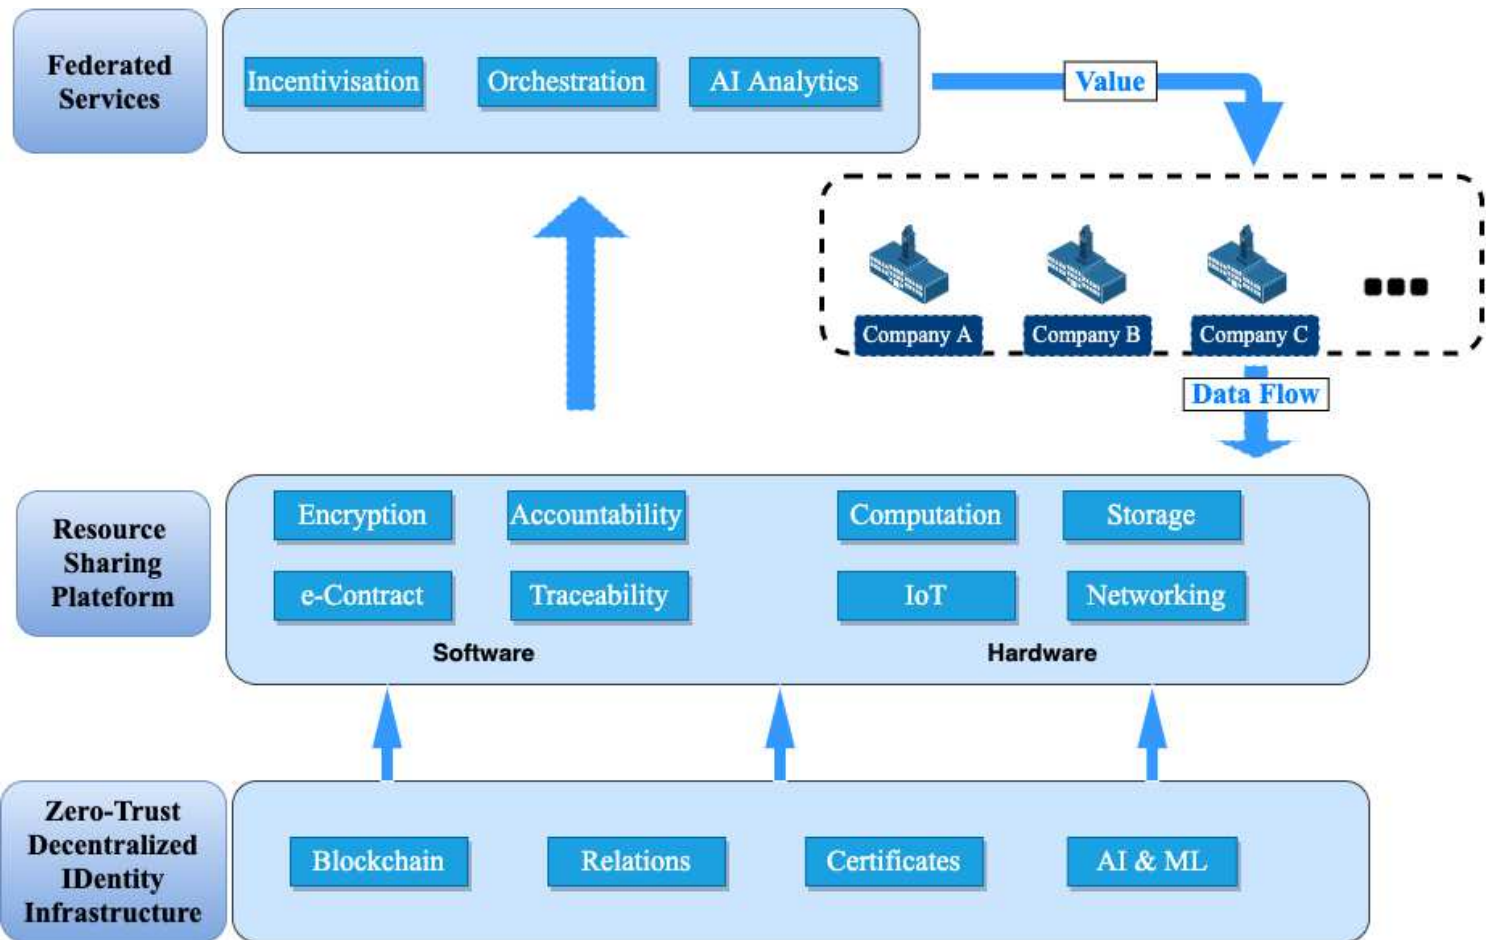 Federated
Services
Incentivisation
Orchestration
AI Analytics
Value
Company A
Company B
Company C
Data Flow
Resource
Sharing
Plateform
Encryption
Accountability
Computation
Storage
e-Contract
Traceability
IoT
Networking
Software
Hardware
Zero-Trust
Decentralized
IDentity
Infrastructure
Blockchain
Relations
Certificates
AI & ML